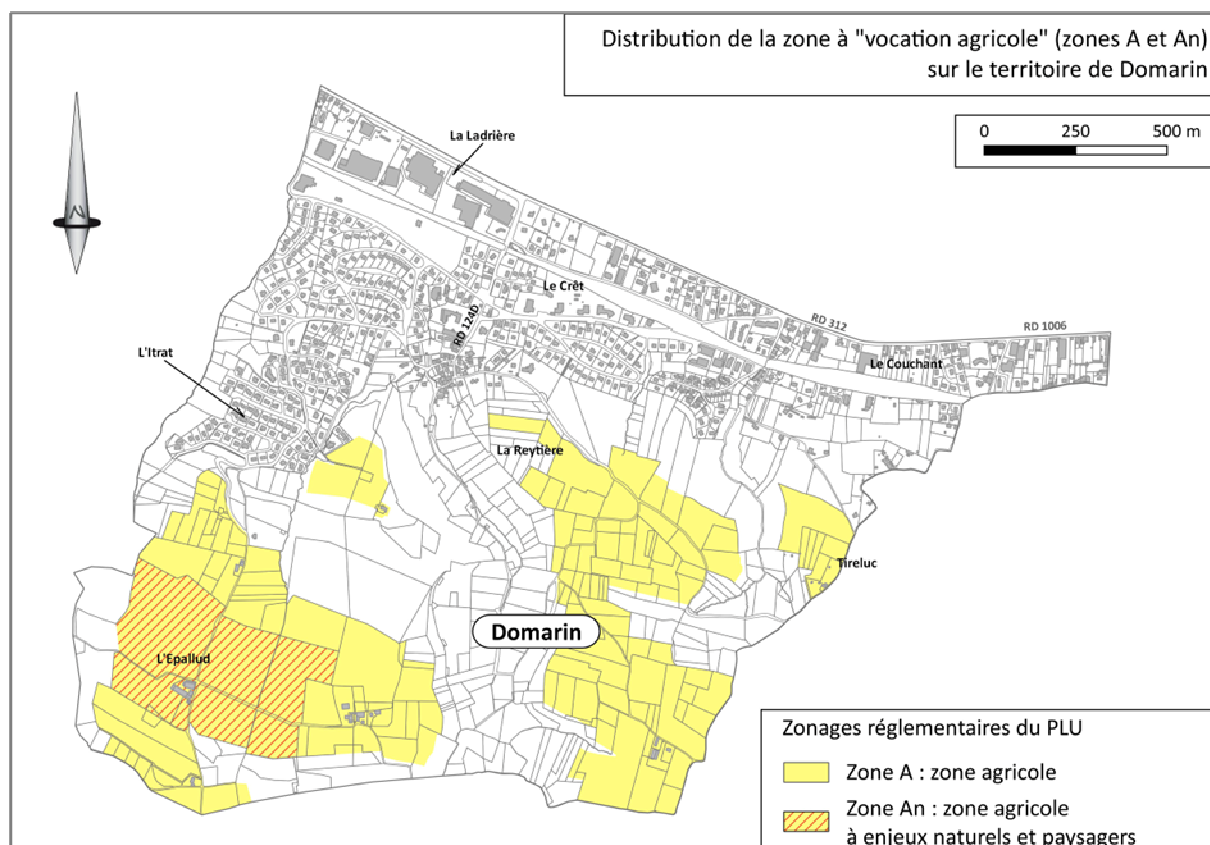 Distribution de la zone à "vocation agricole" (zones A et An)
sur le territoire de Domarin
0 250 500 m
La Ladrière
Le Crêt
RD 124D
RD 312
RD 1006
L'Itrat
Le Couchant
La Reytière
Tireluc
Domarin
L'Epallud
Zonages réglementaires du PLU
Zone A : zone agricole
Zone An : zone agricole
à enjeux naturels et paysagers